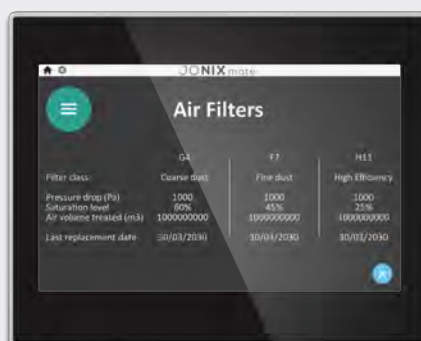 JONIX mate
Air Filters
G4 F7 H13
Filter class Coarse dust Fine dust High Efficiency
Pressure drop (Pa) 1000 1000 1000
Saturation level 60% 45% 25%
Air volume treated (m3) 1000000000 1000000000 1000000000
Last replacement date 30/03/2030 30/03/2030 30/03/2030